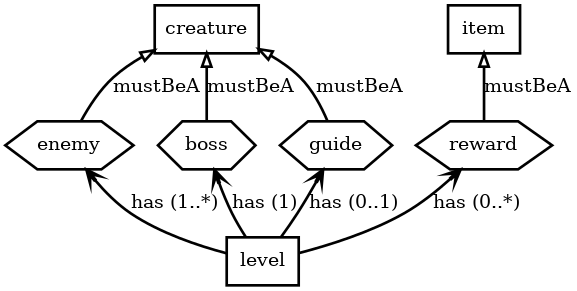 creature item
mustBeA mustBeA mustBeA mustBeA
enemy boss guide reward
has (1..*) has (1) has (0..1) has (0..*)
level